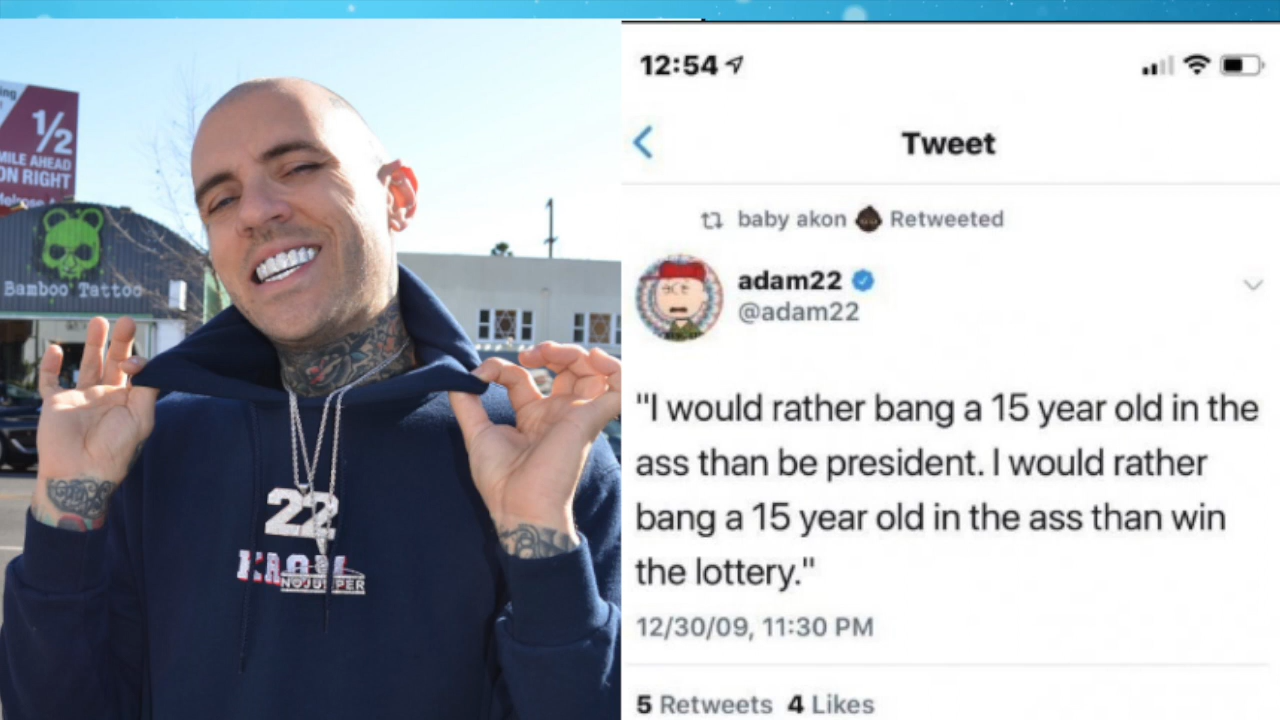 ing
1/2
MILE AHEAD
ON RIGHT
Bamboo Tattoo
22
NOJUMPER
12:54
Tweet
baby akon Retweeted
adam22
@adam22
"I would rather bang a 15 year old in the
ass than be president. I would rather
bang a 15 year old in the ass than win
the lottery."
12/30/09, 11:30 PM
5 Retweets 4 Likes